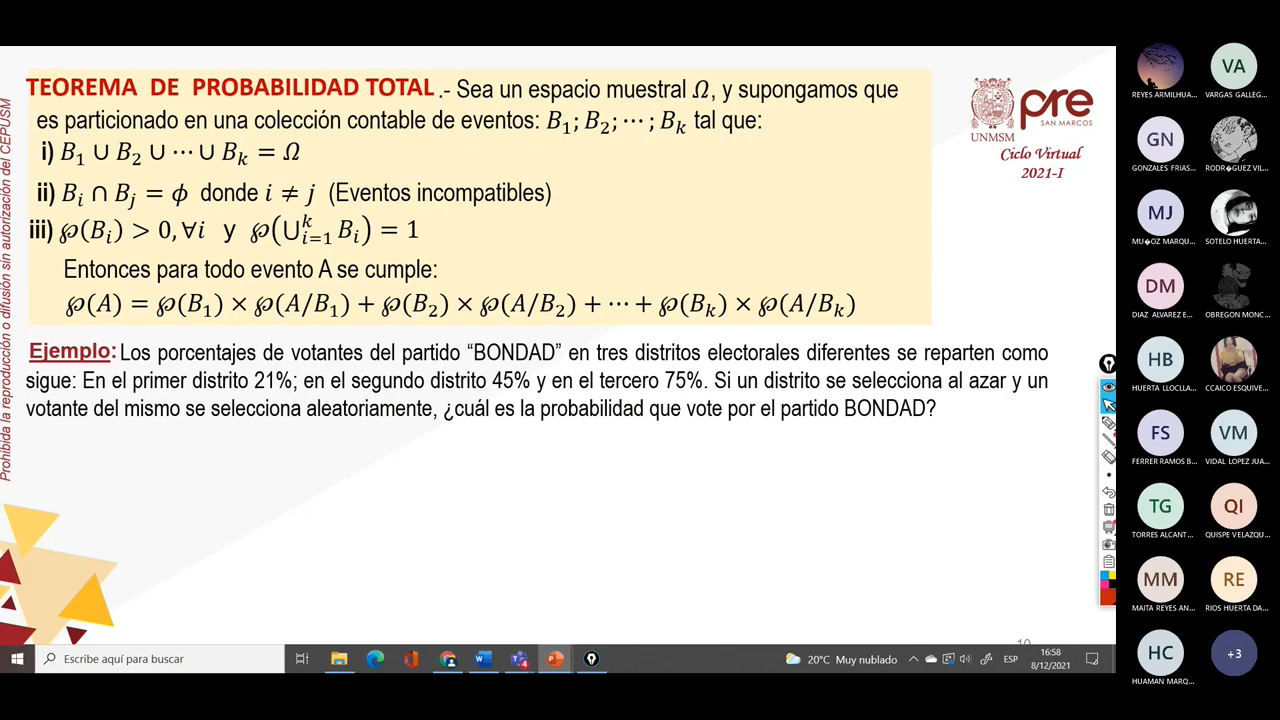 TEOREMA DE PROBABILIDAD TOTAL .- Sea un espacio muestral Ω, y supongamos que
es particionado en una colección contable de eventos: B₁; B₂; ⋯ ; Bₖ tal que:
i) B₁ ∪ B₂ ∪ ⋯ ∪ Bₖ = Ω
ii) Bᵢ ∩ Bⱼ = ϕ donde i ≠ j (Eventos incompatibles)
iii) ℘(Bᵢ) > 0, ∀i y ℘(⋃ᵢ₌₁ᵏ Bᵢ) = 1
Entonces para todo evento A se cumple:
℘(A) = ℘(B₁) × ℘(A/B₁) + ℘(B₂) × ℘(A/B₂) + ⋯ + ℘(Bₖ) × ℘(A/Bₖ)
Ejemplo: Los porcentajes de votantes del partido “BONDAD” en tres distritos electorales diferentes se reparten como
sigue: En el primer distrito 21%; en el segundo distrito 45% y en el tercero 75%. Si un distrito se selecciona al azar y un
votante del mismo se selecciona aleatoriamente, ¿cuál es la probabilidad que vote por el partido BONDAD?
Prohibida la reproducción o difusión sin autorización del CEPUSM
UNMSM
pre
SAN MARCOS
Ciclo Virtual
2021-I
REYES ARMILHUA...
VA
VARGAS GALLEG...
GN
GONZALES FRIAS...
RODR�GUEZ VIL...
MJ
MU�OZ MARQU...
SOTELO HUERTA...
DM
DIAZ ALVAREZ E...
OBREGON MONC...
HB
HUERTA LLOCLLA...
CCAICO ESQUIVE...
FS
FERRER RAMOS B...
VM
VIDAL LOPEZ JUA...
TG
TORRES ALCANT...
QI
QUISPE VELAZQU...
MM
MAITA REYES AN...
RE
RIOS HUERTA DA...
HC
HUAMAN MARQ...
+3
Escribe aquí para buscar
20°C Muy nublado
ESP
16:58
8/12/2021